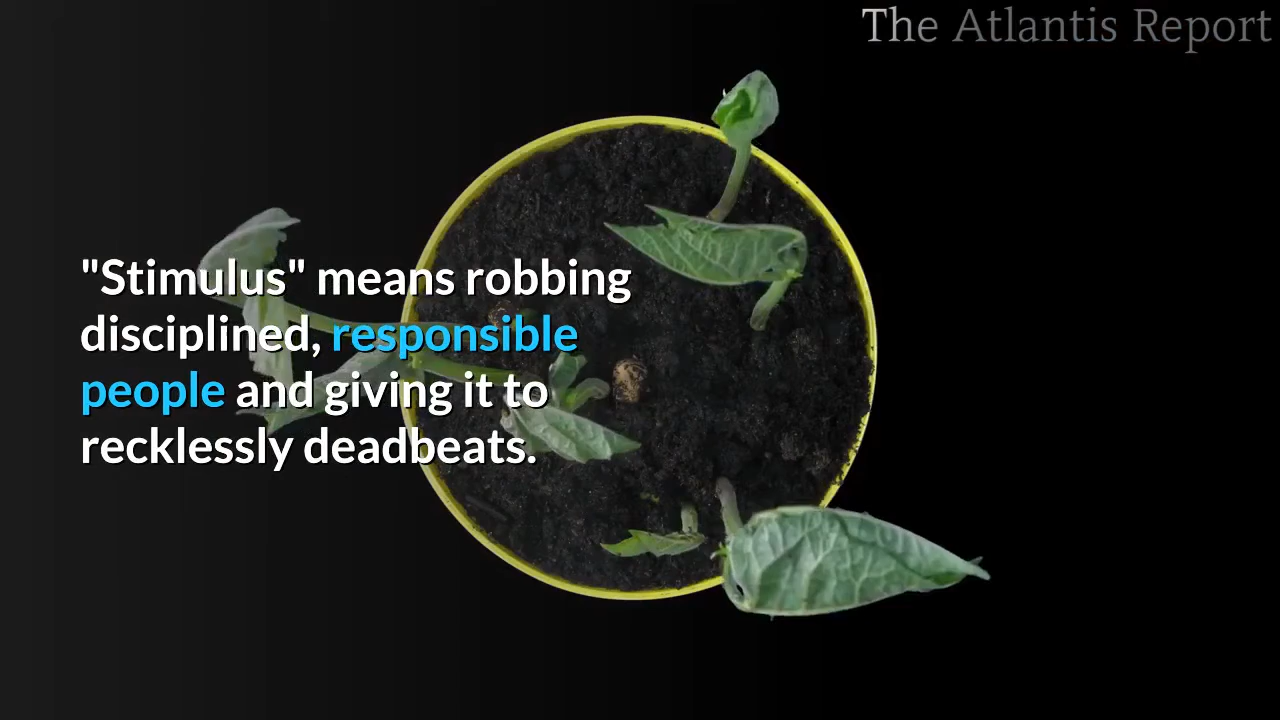 The Atlantis Report
"Stimulus" means robbing
disciplined, responsible
people and giving it to
recklessly deadbeats.